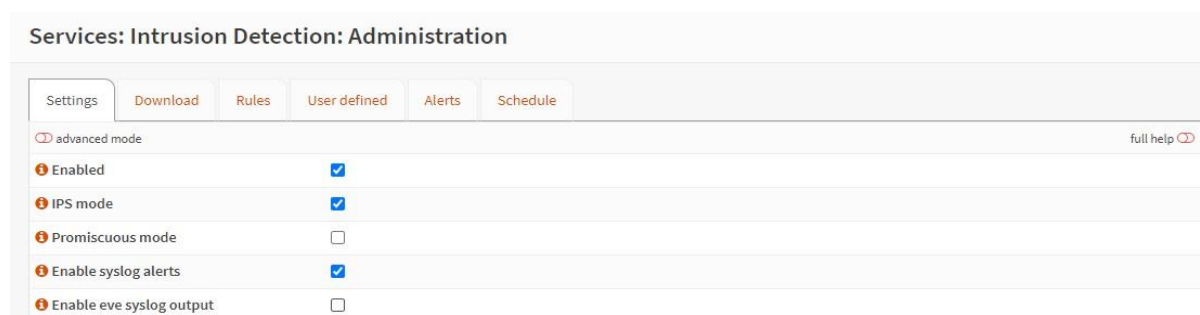 Services: Intrusion Detection: Administration
Settings Download Rules User defined Alerts Schedule
advanced mode full help
Enabled
IPS mode
Promiscuous mode
Enable syslog alerts
Enable eve syslog output